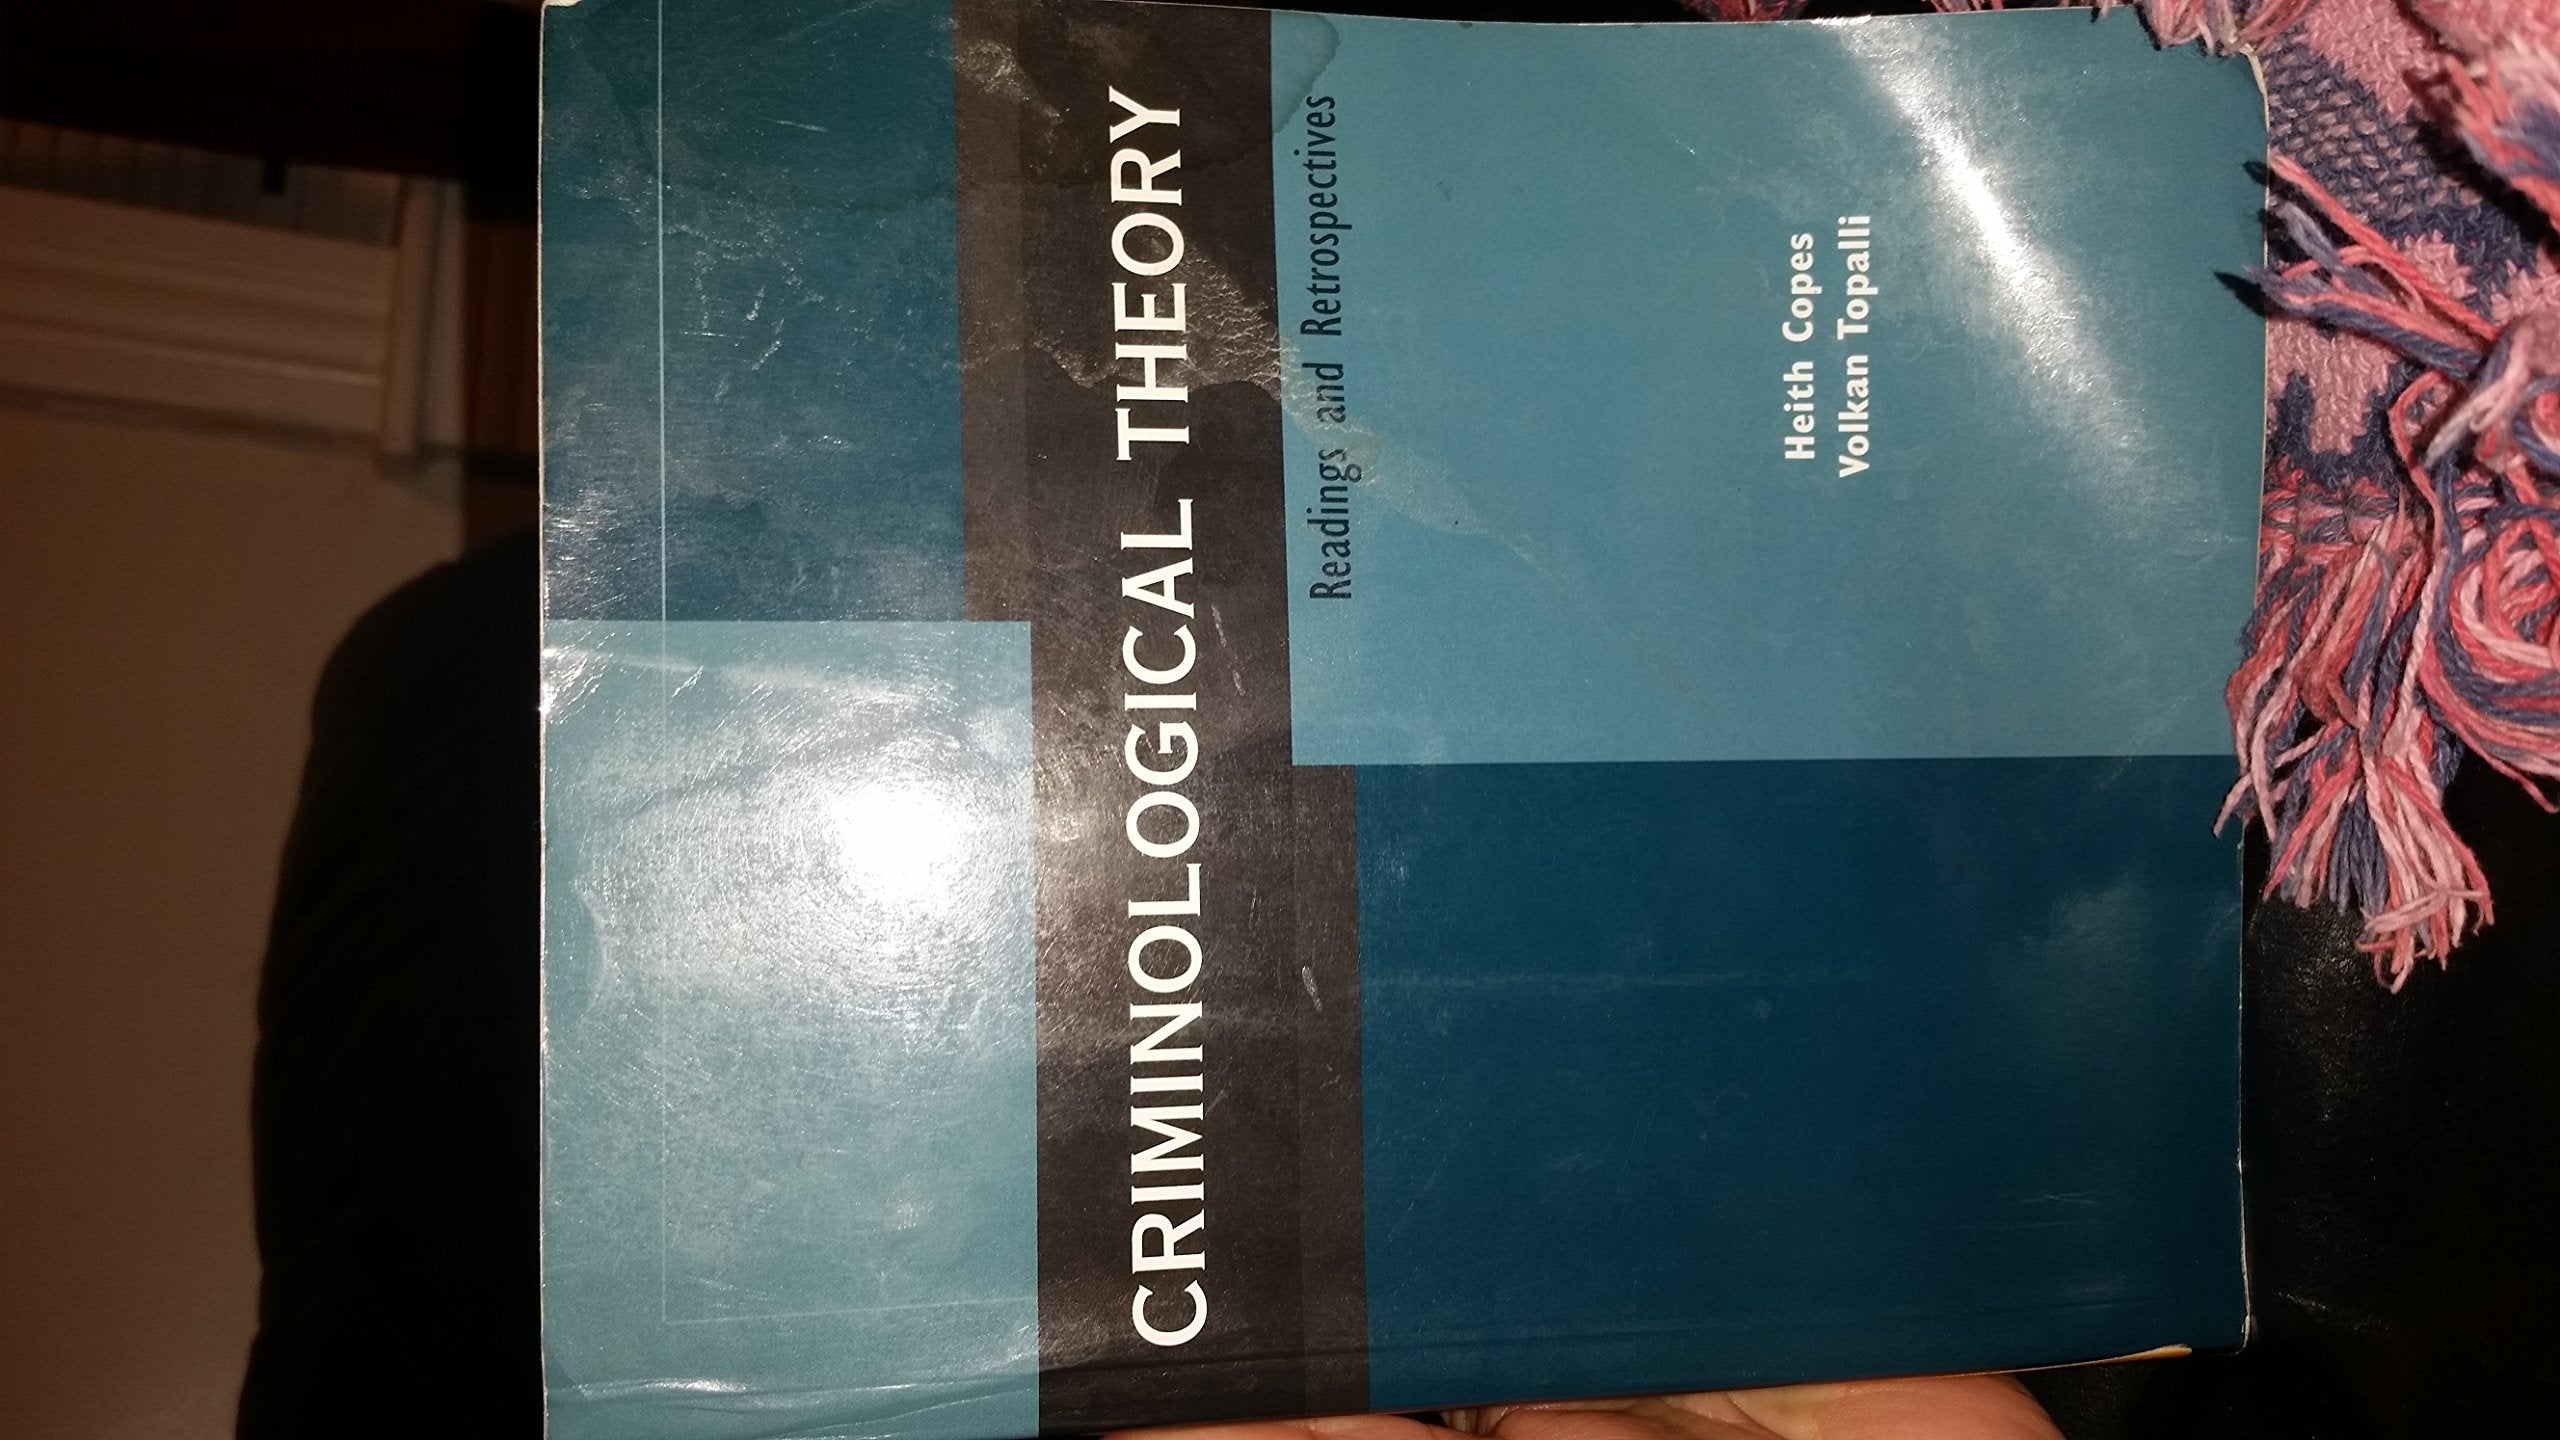 CRIMINOLOGICAL THEORY
Readings and Retrospectives
Heith Copes
Volkan Topalli